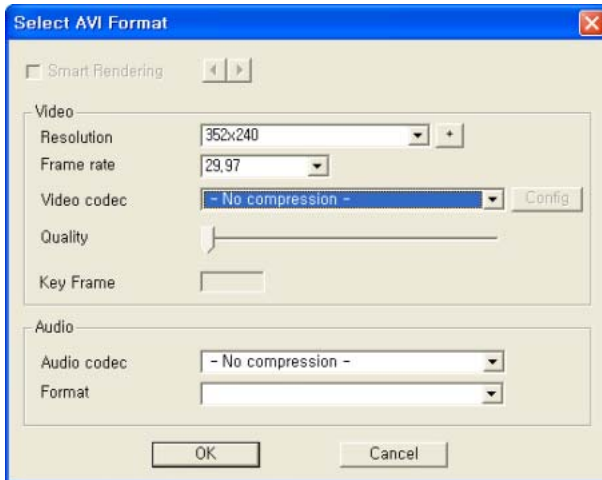 Select AVI Format
Smart Rendering
Video
Resolution 352x240 +
Frame rate 29,97
Video codec - No compression - Config
Quality
Key Frame
Audio
Audio codec - No compression -
Format
OK Cancel